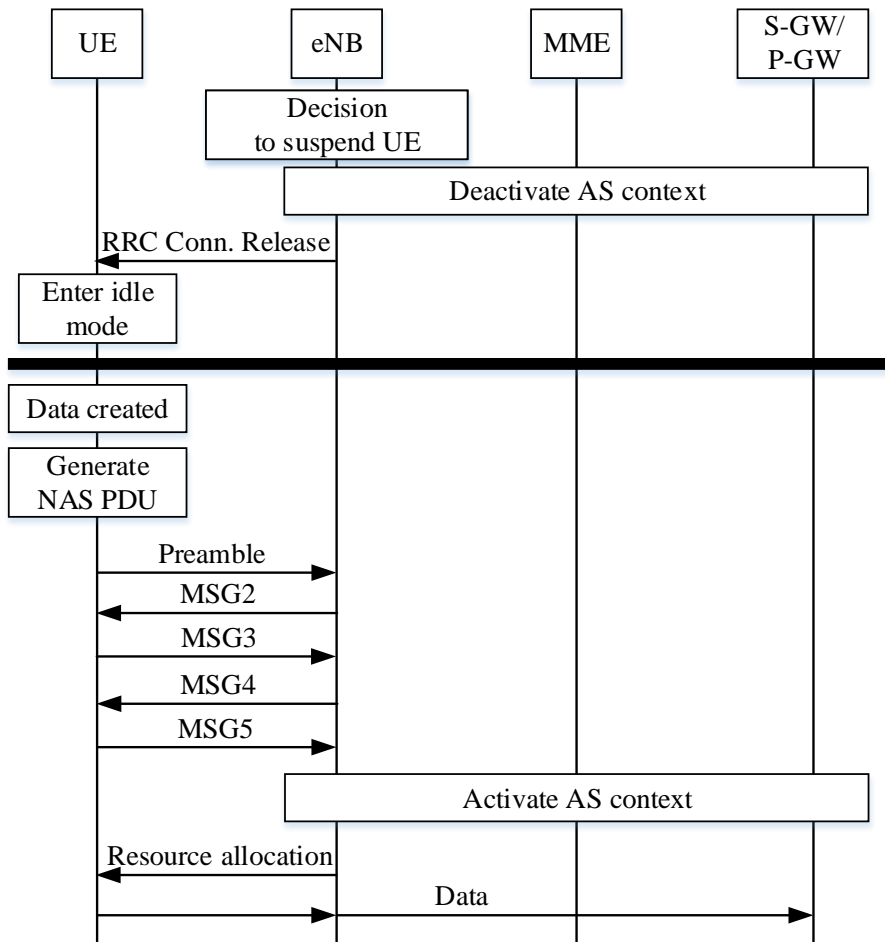 UE
eNB
MME
S-GW/
P-GW
Decision
to suspend UE
Deactivate AS context
RRC Conn. Release
Enter idle
mode
Data created
Generate
NAS PDU
Preamble
MSG2
MSG3
MSG4
MSG5
Activate AS context
Resource allocation
Data